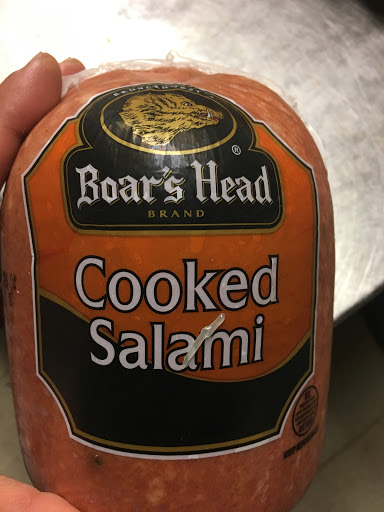 Boar's Head
®
BRAND
Cooked
Salami